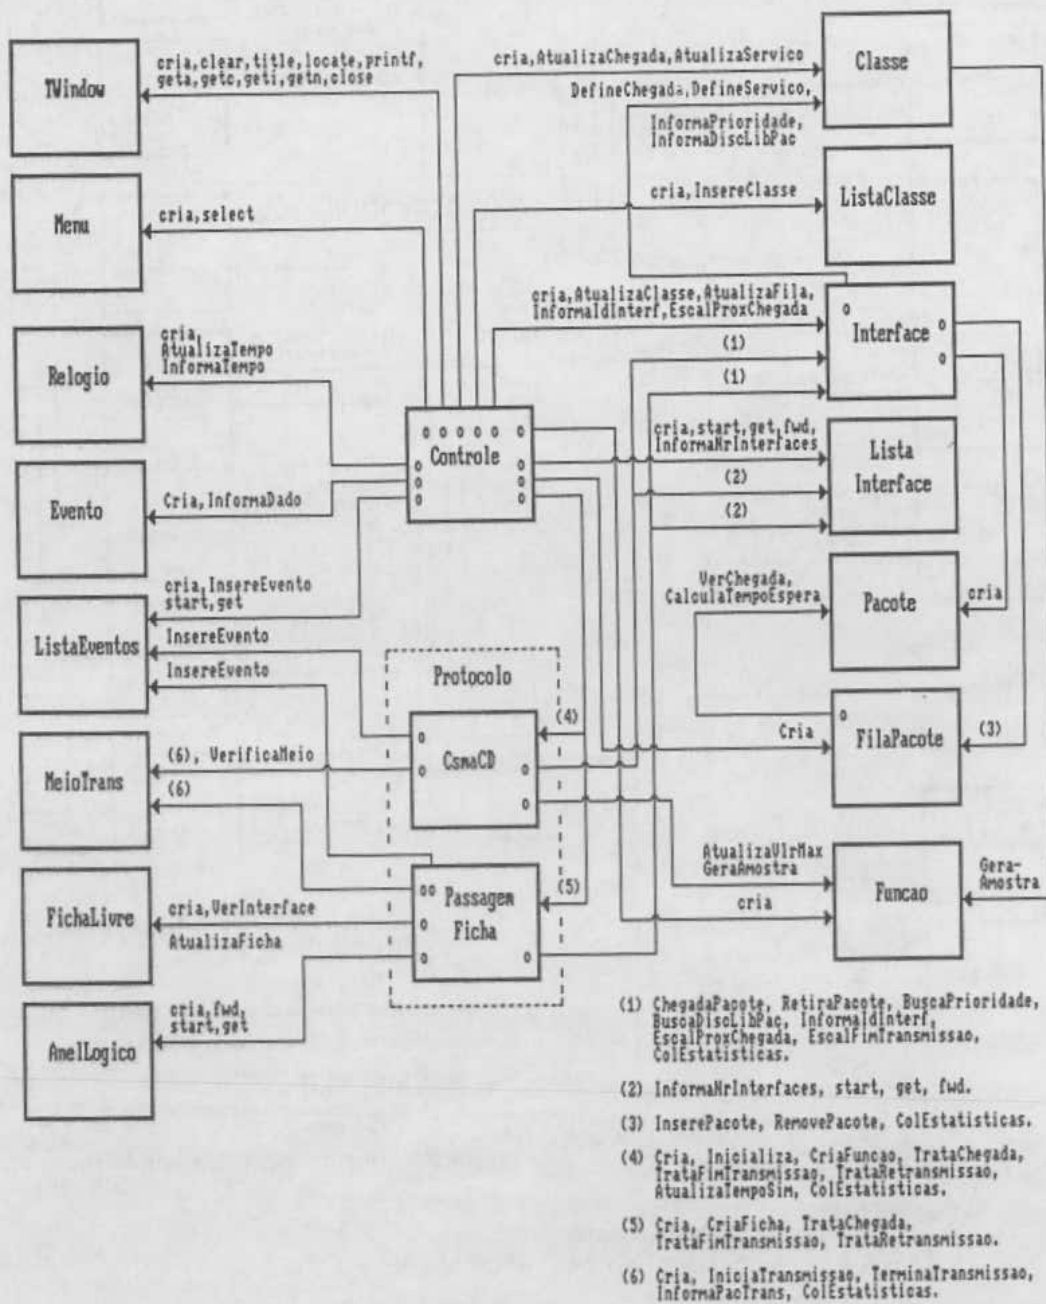 TWindow
cria,clear,title,locate,printf,
geta,getc,geti,getn,close
cria,AtualizaChegada,AtualizaServico
Classe
DefineChegada,DefineServico,
InformaPrioridade,
InformaDiscLibPac
Menu
cria,select
cria,InsereClasse
ListaClasse
cria,AtualizaClasse,AtualizaFila,
InformaIdInterf,EscalProxChegada
Interface
(1)
(1)
Relogio
cria,
AtualizaTempo
InformaTempo
Controle
cria,start,get,fwd,
InformaNrInterfaces
Lista
Interface
(2)
(2)
Evento
Cria,InformaDado
VerChegada,
CalculaTempoEspera
Pacote
cria
ListaEventos
cria,InsereEvento
start,get
InsereEvento
InsereEvento
Protocolo
(4)
CsmaCD
Cria
FilaPacote
(3)
MeioTrans
(6), VerificaMeio
(6)
Passagem
Ficha
(5)
AtualizaVlrMax
GeraAmostra
cria
Funcao
Gera-
Amostra
FichaLivre
cria,VerInterface
AtualizaFicha
AnelLogico
cria,fwd,
start,get
(1) ChegadaPacote, RetiraPacote, BuscaPrioridade,
BuscaDiscLibPac, InformaIdInterf,
EscalProxChegada, EscalFimTransmissao,
ColEstatisticas.
(2) InformaNrInterfaces, start, get, fwd.
(3) InserePacote, RemovePacote, ColEstatisticas.
(4) Cria, Inicializa, CriaFuncao, TrataChegada,
TrataFimTransmissao, TrataRetransmissao,
AtualizaTempoSim, ColEstatisticas.
(5) Cria, CriaFicha, TrataChegada,
TrataFimTransmissao, TrataRetransmissao.
(6) Cria, IniciaTransmissao, TerminaTransmissao,
InformaPacTrans, ColEstatisticas.